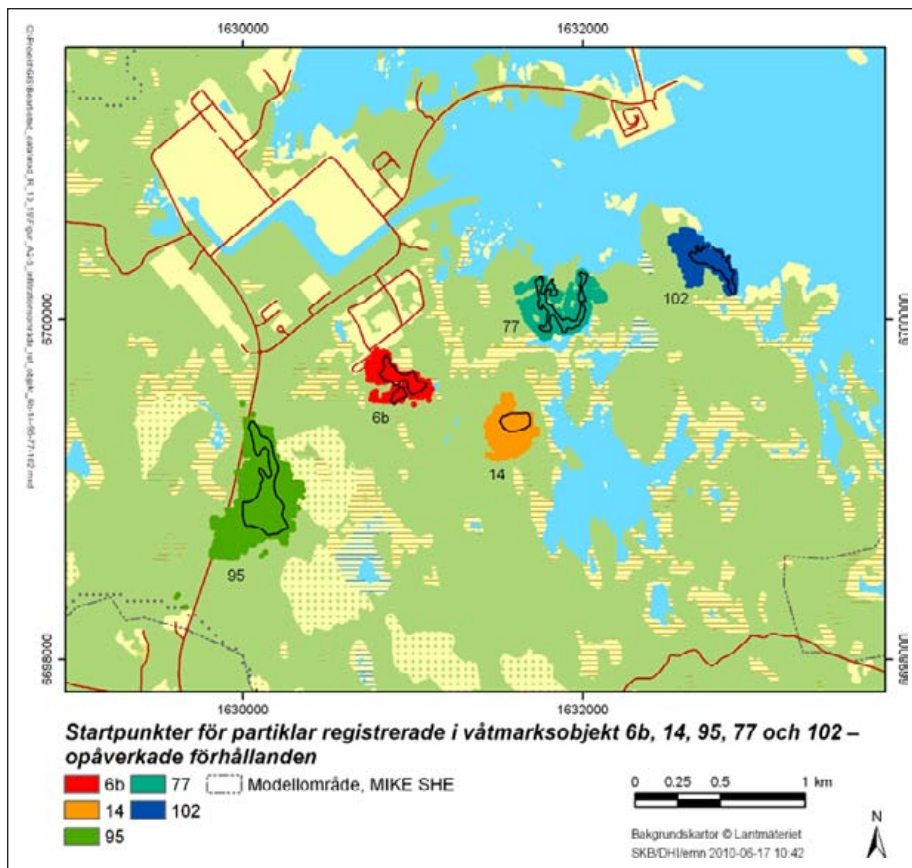 1630000
1632000
6700000
6700000
102
77
6b
14
95
6698000
6698000
1630000
1632000
Startpunkter för partiklar registrerade i våtmarksobjekt 6b, 14, 95, 77 och 102 –
opåverkade förhållanden
6b 77 Modellområde, MIKE SHE
14 102
95
0 0.25 0.5 1 km
Bakgrundskartor © Lantmäteriet
SKB/DHI/emn 2010-06-17 10:42
N